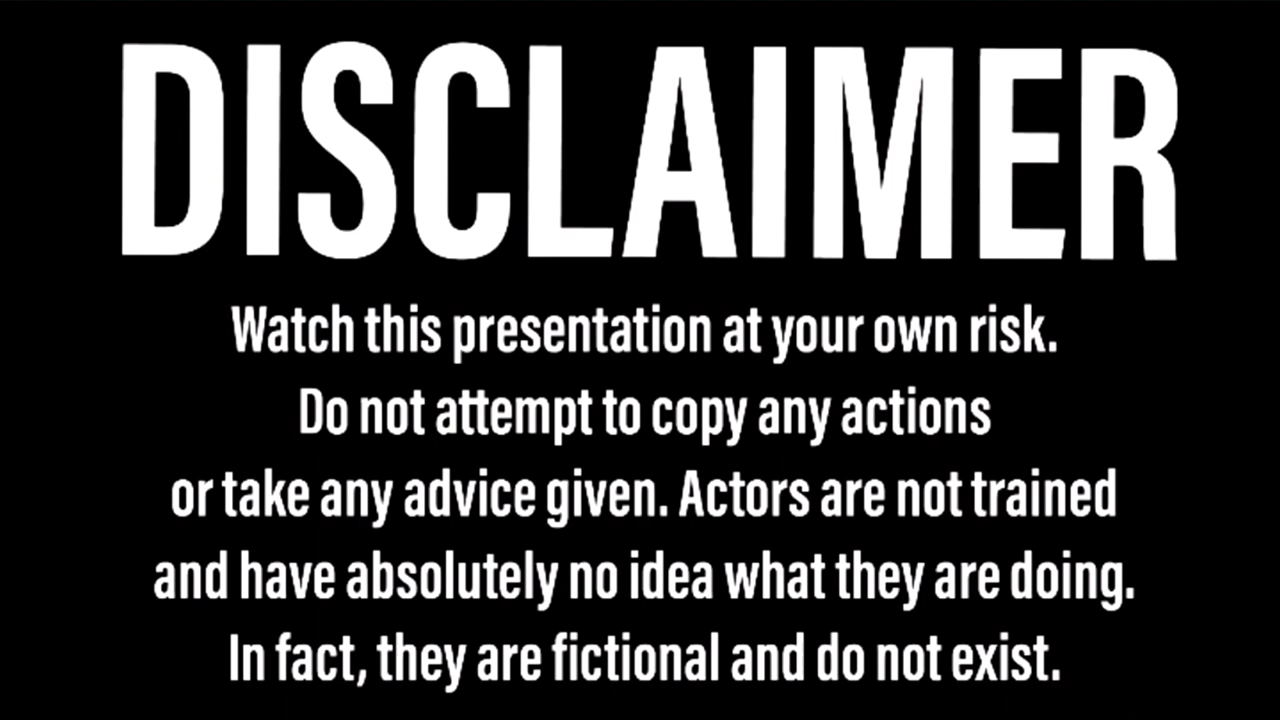 DISCLAIMER
Watch this presentation at your own risk.
Do not attempt to copy any actions
or take any advice given. Actors are not trained
and have absolutely no idea what they are doing.
In fact, they are fictional and do not exist.